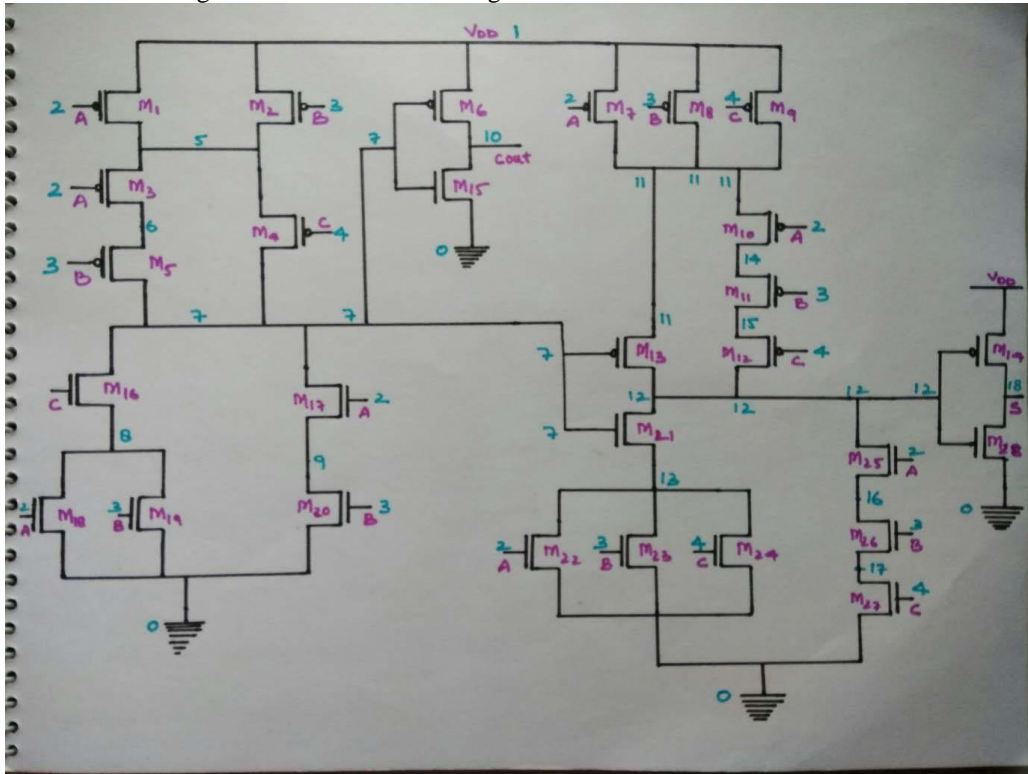 VDD 1
2 A M1
M2 3 B
7 M6
10 Cout
M15
0
2 A M7
3 B M8
4 C M9
5
2 A M3
6
M4 C 4
3 B M5
11 11 11
M10 A 2
14
M11 B 3
15
M12 C 4
7 7
11
7 M13
12 12 12 12
7 M21
VDD
M14
18
S
M28
0
C M16
M17 A 2
8
9
2 A M18
3 B M19
M20 3 B
0
13
2 A M22
3 B M23
4 C M24
M25 2 A
16
M26 3 B
17
M27 4 C
0